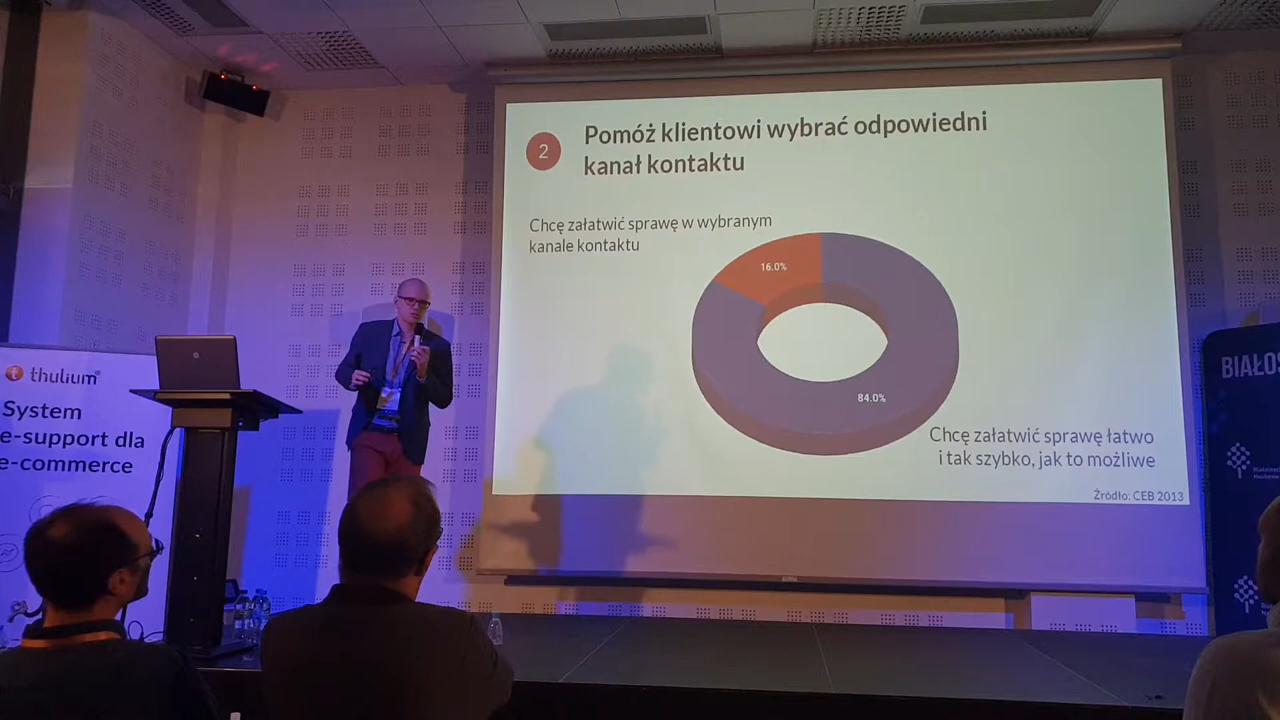 2
Pomóż klientowi wybrać odpowiedni
kanał kontaktu
Chcę załatwić sprawę w wybranym
kanale kontaktu
16.0%
84.0%
Chcę załatwić sprawę łatwo
i tak szybko, jak to możliwe
Źródło: CEB 2013
thulium
System
e-support dla
e-commerce